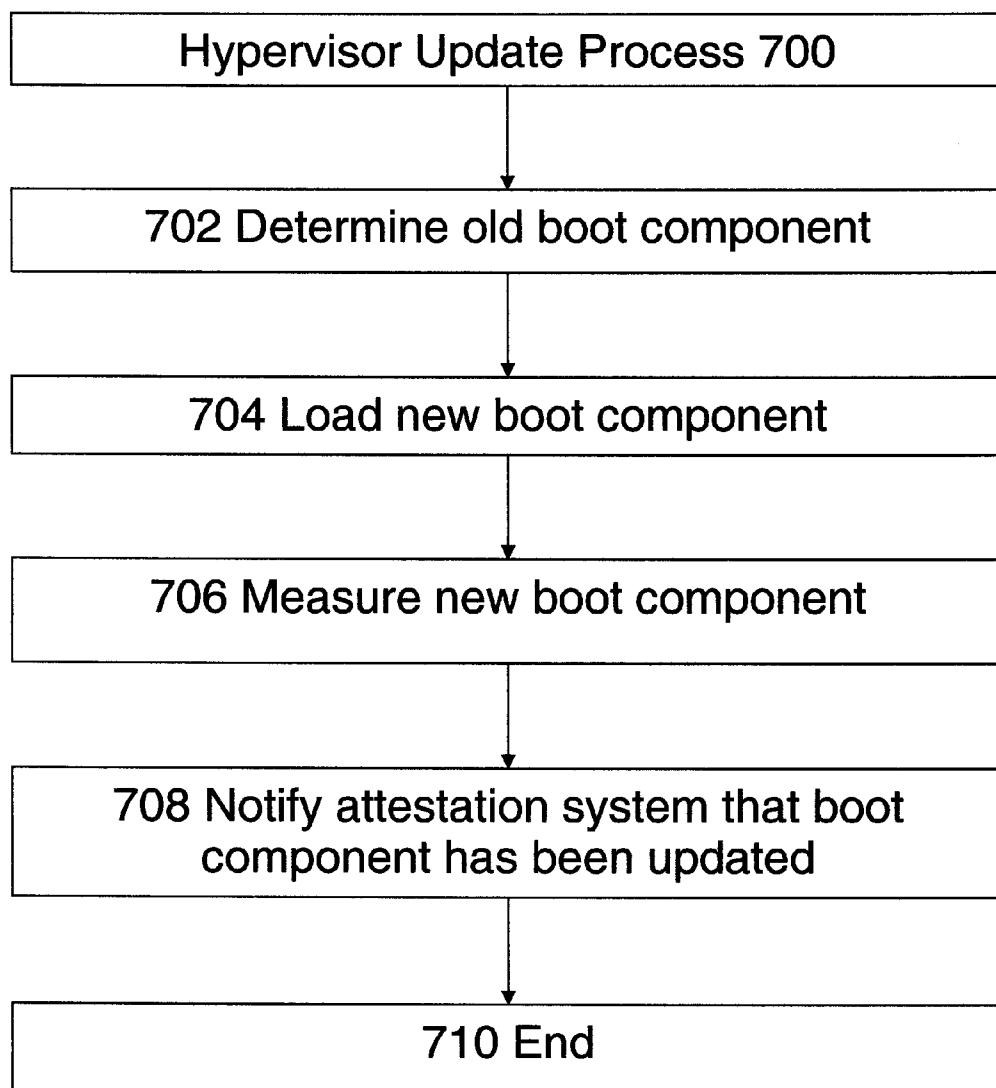 Hypervisor Update Process 700
702 Determine old boot component
704 Load new boot component
706 Measure new boot component
708 Notify attestation system that boot
component has been updated
710 End